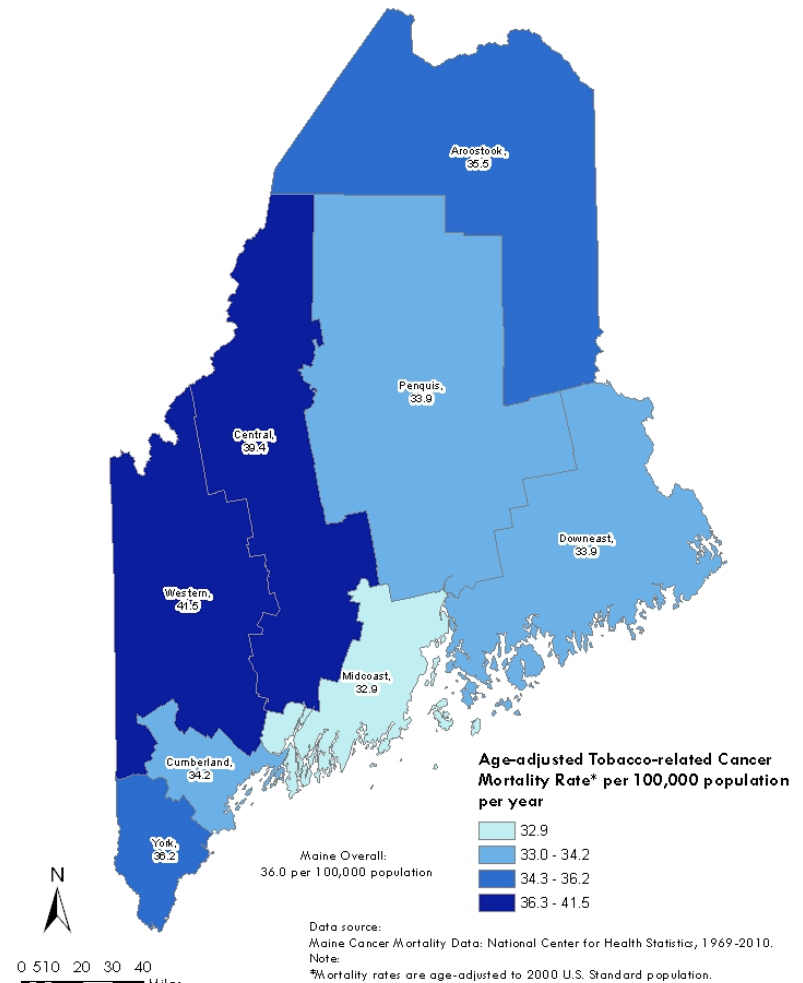 Aroostook,
35.5
Penquis,
33.9
Central,
39.4
Downeast,
33.9
Western,
41.5
Midcoast,
32.9
Cumberland,
34.2
York,
36.2
Age-adjusted Tobacco-related Cancer
Mortality Rate* per 100,000 population
per year
32.9
33.0 - 34.2
34.3 - 36.2
36.3 - 41.5
Maine Overall:
36.0 per 100,000 population
N
Data source:
Maine Cancer Mortality Data: National Center for Health Statistics, 1969-2010.
Note:
*Mortality rates are age-adjusted to 2000 U.S. Standard population.
0 510 20 30 40
Miles